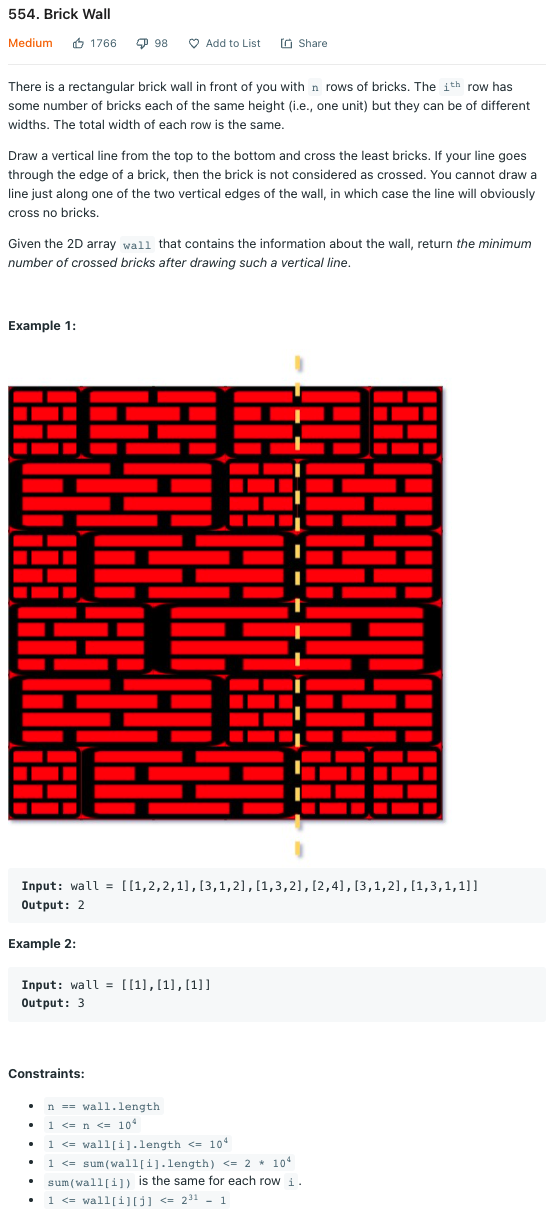 554. Brick Wall
Medium 1766 98 Add to List Share
There is a rectangular brick wall in front of you with n rows of bricks. The iᵗʰ row has
some number of bricks each of the same height (i.e., one unit) but they can be of different
widths. The total width of each row is the same.
Draw a vertical line from the top to the bottom and cross the least bricks. If your line goes
through the edge of a brick, then the brick is not considered as crossed. You cannot draw a
line just along one of the two vertical edges of the wall, in which case the line will obviously
cross no bricks.
Given the 2D array wall that contains the information about the wall, return the minimum
number of crossed bricks after drawing such a vertical line.
Example 1:
Input: wall = [[1,2,2,1],[3,1,2],[1,3,2],[2,4],[3,1,2],[1,3,1,1]]
Output: 2
Example 2:
Input: wall = [[1],[1],[1]]
Output: 3
Constraints:
• n == wall.length
• 1 <= n <= 10⁴
• 1 <= wall[i].length <= 10⁴
• 1 <= sum(wall[i].length) <= 2 * 10⁴
• sum(wall[i]) is the same for each row i.
• 1 <= wall[i][j] <= 2³¹ - 1